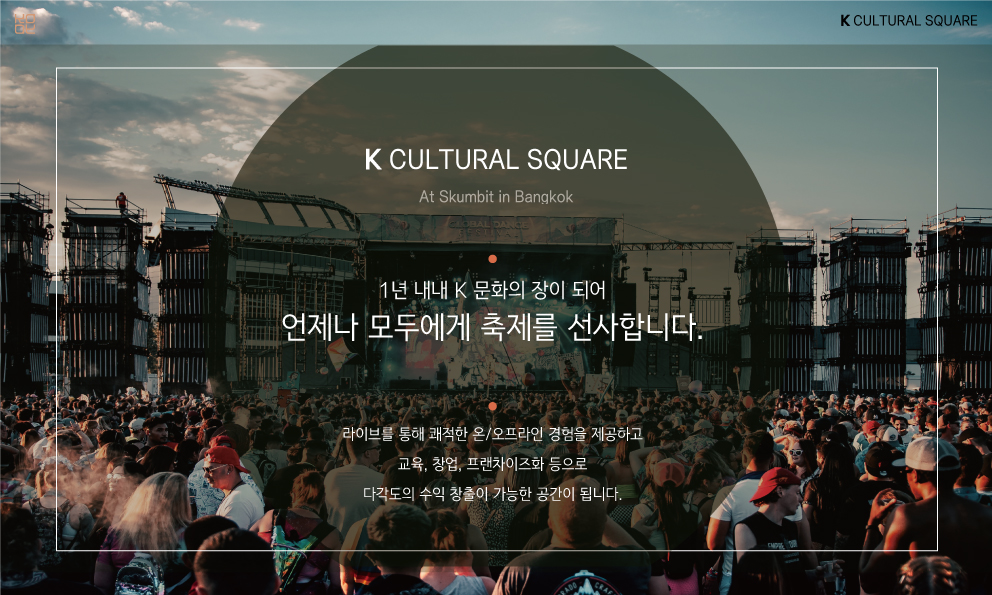 K CULTURAL SQUARE
K CULTURAL SQUARE
At Skumbit in Bangkok
1년 내내 K 문화의 장이 되어
언제나 모두에게 축제를 선사합니다.
라이브를 통해 쾌적한 온/오프라인 경험을 제공하고
교육, 창업, 프랜차이즈화 등으로
다각도의 수익 창출이 가능한 공간이 됩니다.